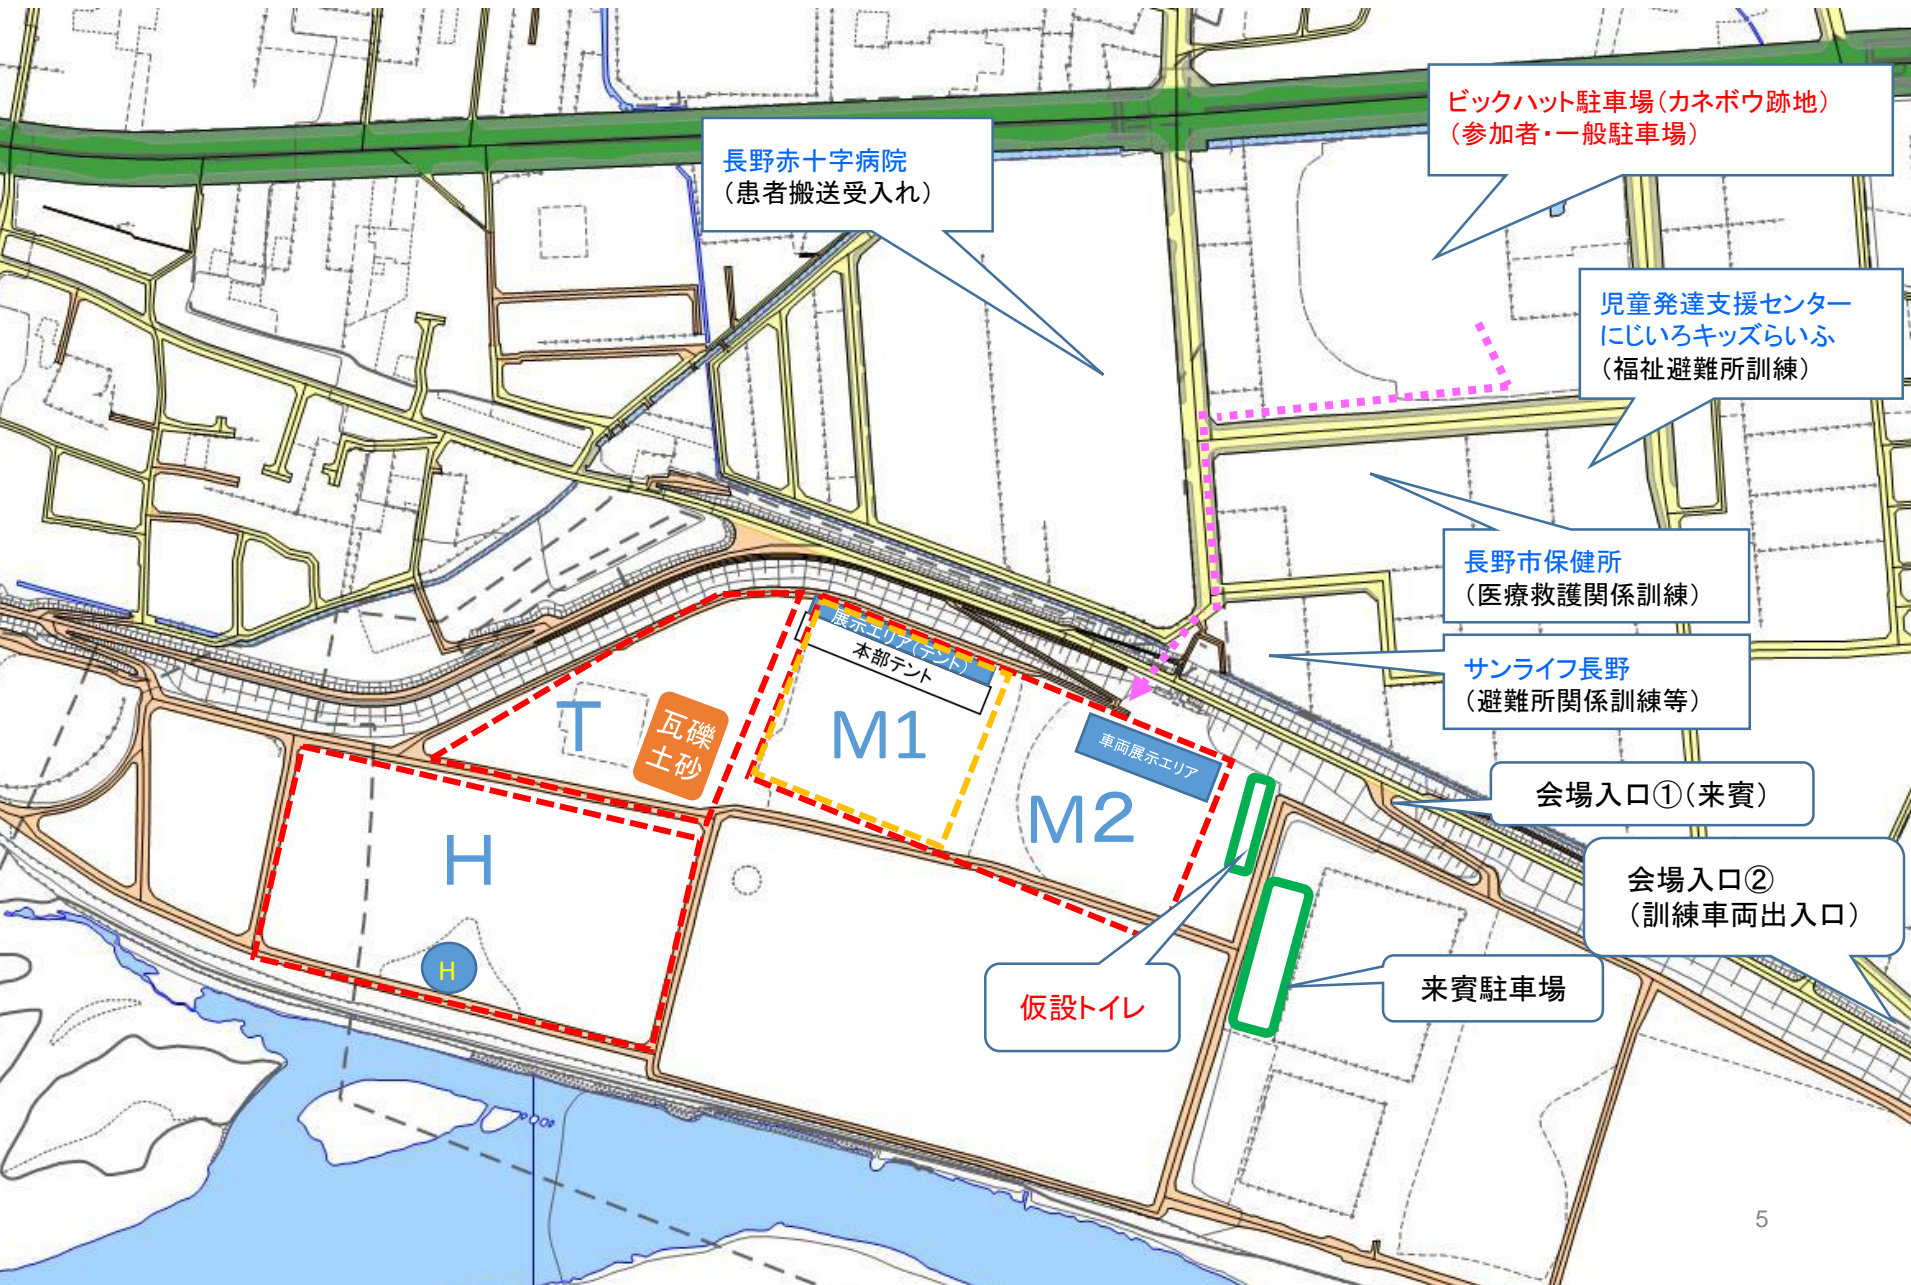 ビックハット駐車場(カネボウ跡地)
(参加者・一般駐車場)
長野赤十字病院
(患者搬送受入れ)
児童発達支援センター
にじいろキッズらいふ
(福祉避難所訓練)
長野市保健所
(医療救護関係訓練)
サンライフ長野
(避難所関係訓練等)
展示エリア(テント)
本部テント
T
瓦礫
土砂
M1
車両展示エリア
M2
会場入口①(来賓)
H
会場入口②
(訓練車両出入口)
H
仮設トイレ
来賓駐車場
5